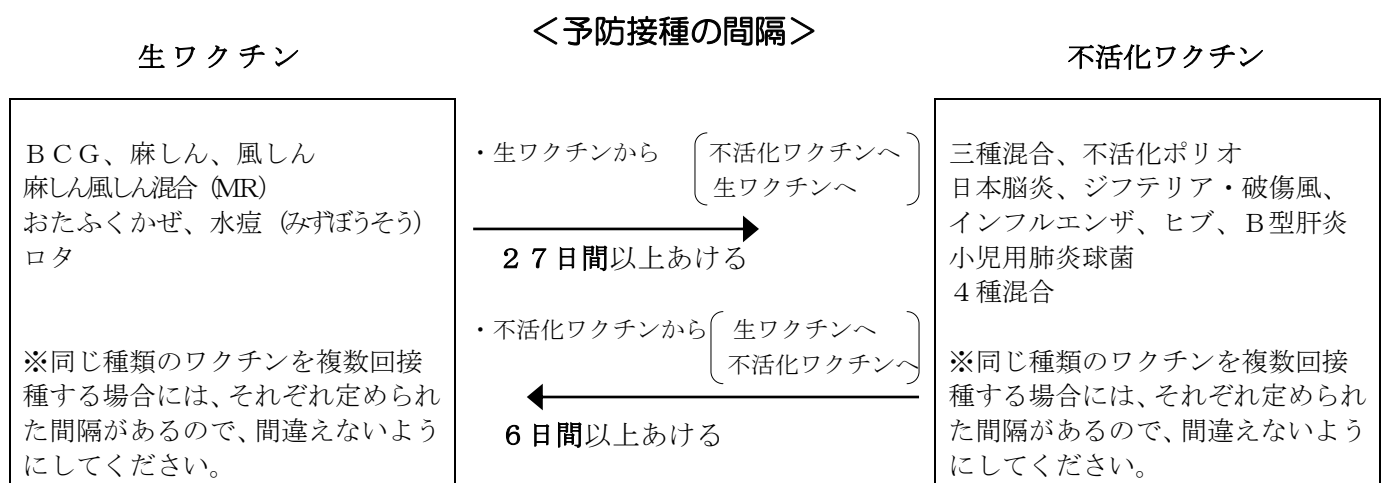 ＜予防接種の間隔＞
生ワクチン
ＢＣＧ、麻しん、風しん
麻しん風しん混合（MR）
おたふくかぜ、水痘（みずぼうそう）
ロタ
※同じ種類のワクチンを複数回接
種する場合には、それぞれ定められ
た間隔があるので、間違えないよう
にしてください。
・生ワクチンから
不活化ワクチンへ
生ワクチンへ
２７日間以上あける
・不活化ワクチンから
生ワクチンへ
不活化ワクチンへ
６日間以上あける
不活化ワクチン
三種混合、不活化ポリオ
日本脳炎、ジフテリア・破傷風、
インフルエンザ、ヒブ、Ｂ型肝炎
小児用肺炎球菌
４種混合
※同じ種類のワクチンを複数回接
種する場合には、それぞれ定められ
た間隔があるので、間違えないよう
にしてください。